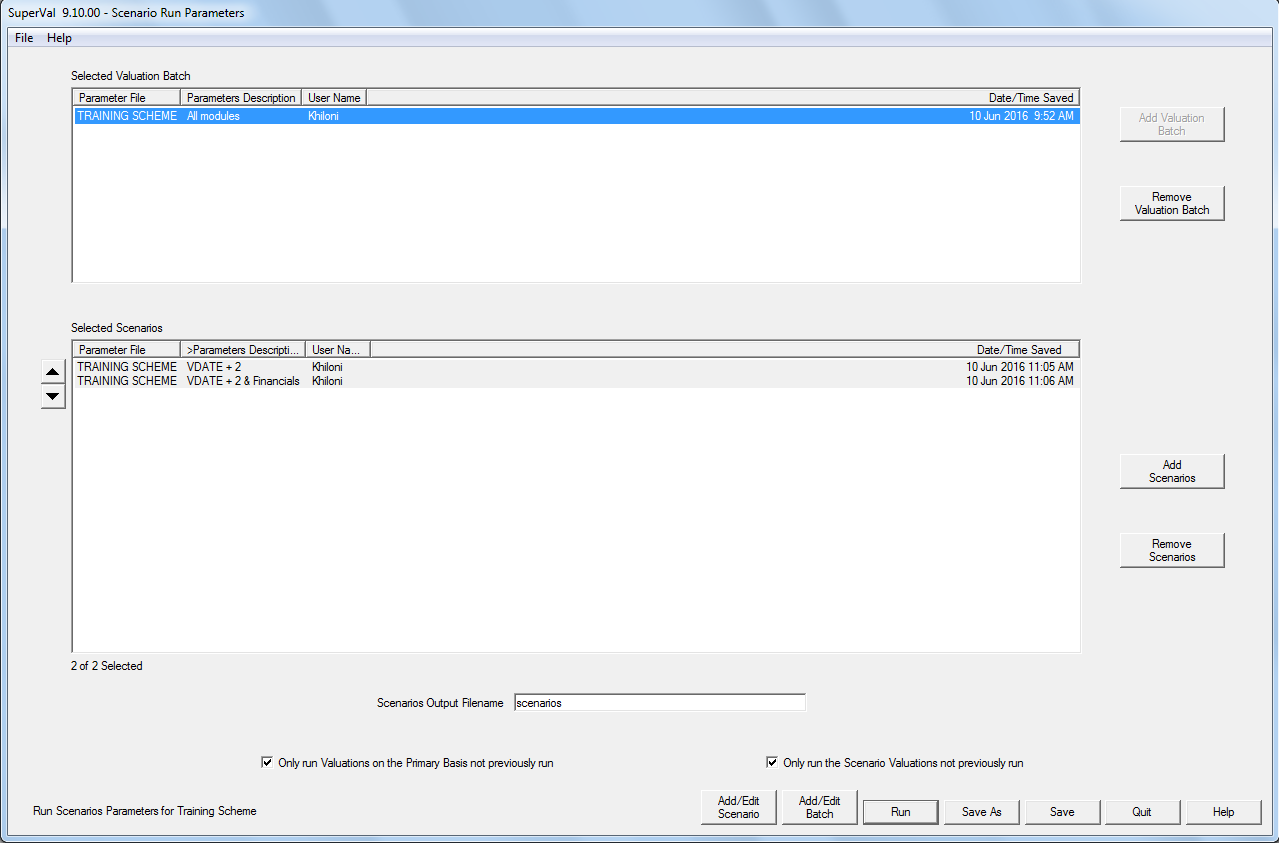 SuperVal 9.10.00 - Scenario Run Parameters
File Help
Selected Valuation Batch
Parameter File Parameters Description User Name Date/Time Saved
TRAINING SCHEME All modules Khiloni 10 Jun 2016 9:52 AM
Add Valuation
Batch
Remove
Valuation Batch
Selected Scenarios
Parameter File >Parameters Descripti... User Na... Date/Time Saved
TRAINING SCHEME VDATE + 2 Khiloni 10 Jun 2016 11:05 AM
TRAINING SCHEME VDATE + 2 & Financials Khiloni 10 Jun 2016 11:06 AM
Add
Scenarios
Remove
Scenarios
2 of 2 Selected
Scenarios Output Filename scenarios
Only run Valuations on the Primary Basis not previously run Only run the Scenario Valuations not previously run
Run Scenarios Parameters for Training Scheme
Add/Edit
Scenario
Add/Edit
Batch
Run Save As Save Quit Help